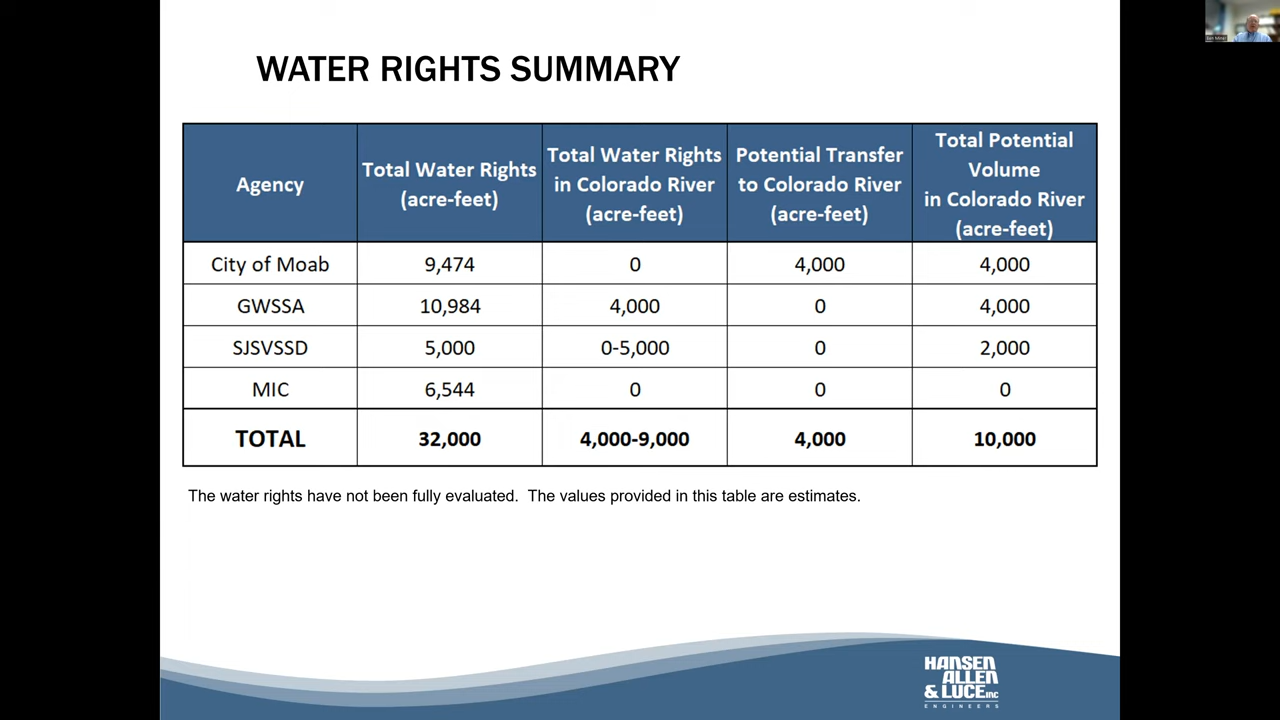 WATER RIGHTS SUMMARY
Agency
Total Water Rights
(acre-feet)
Total Water Rights
in Colorado River
(acre-feet)
Potential Transfer
to Colorado River
(acre-feet)
Total Potential
Volume
in Colorado River
(acre-feet)
City of Moab 9,474 0 4,000 4,000
GWSSA 10,984 4,000 0 4,000
SJSVSSD 5,000 0-5,000 0 2,000
MIC 6,544 0 0 0
TOTAL 32,000 4,000-9,000 4,000 10,000
The water rights have not been fully evaluated.  The values provided in this table are estimates.
HANSEN
ALLEN
& LUCE INC
ENGINEERS